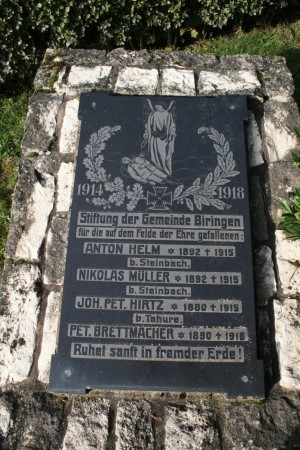 1914 1918
Stiftung der Gemeinde Biringen
für die auf dem Felde der Ehre gefallenen:
ANTON HELM * 1892 + 1915
b. Steinbach,
NIKOLAS MÜLLER * 1892 + 1915
b. Steinbach,
JOH. PET. HIRTZ * 1880 + 1915
b. Tahure,
PET. BRETTMACHER * 1890 + 1918
Ruhet sanft in fremder Erde!